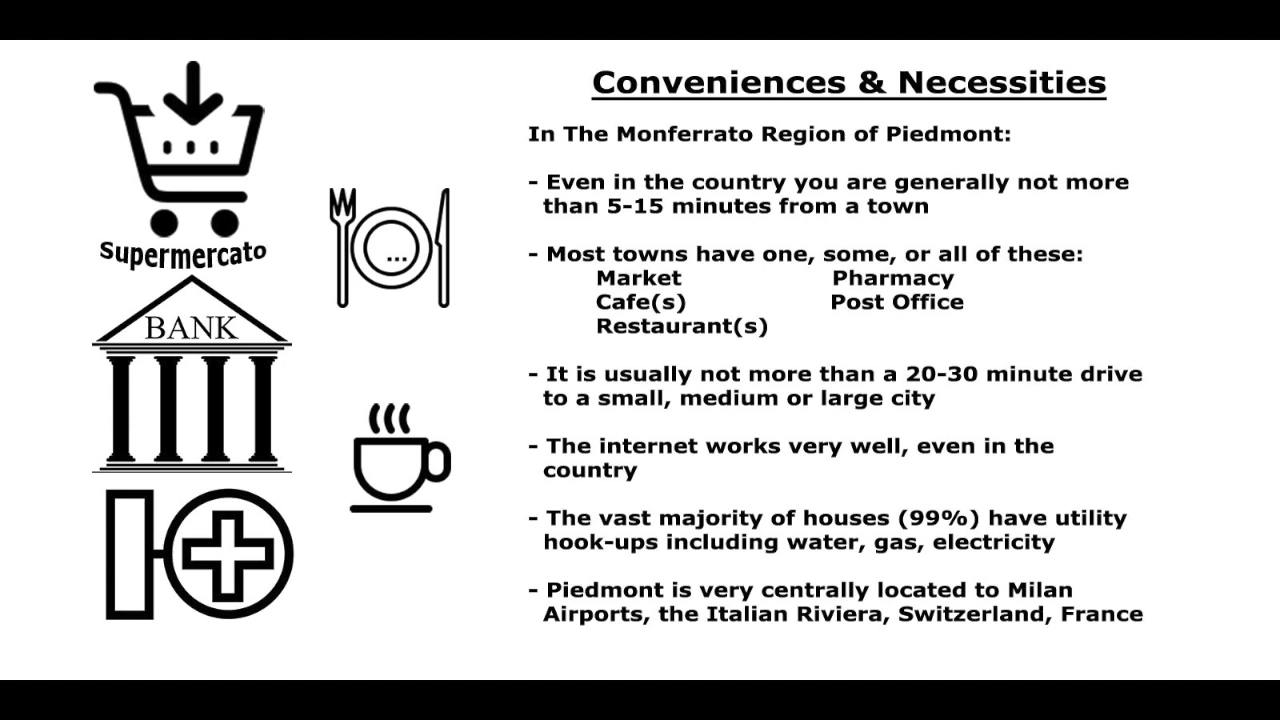 Conveniences & Necessities
In The Monferrato Region of Piedmont:
- Even in the country you are generally not more
than 5-15 minutes from a town
- Most towns have one, some, or all of these:
Market Pharmacy
Cafe(s) Post Office
Restaurant(s)
- It is usually not more than a 20-30 minute drive
to a small, medium or large city
- The internet works very well, even in the
country
- The vast majority of houses (99%) have utility
hook-ups including water, gas, electricity
- Piedmont is very centrally located to Milan
Airports, the Italian Riviera, Switzerland, France
Supermercato
...
BANK